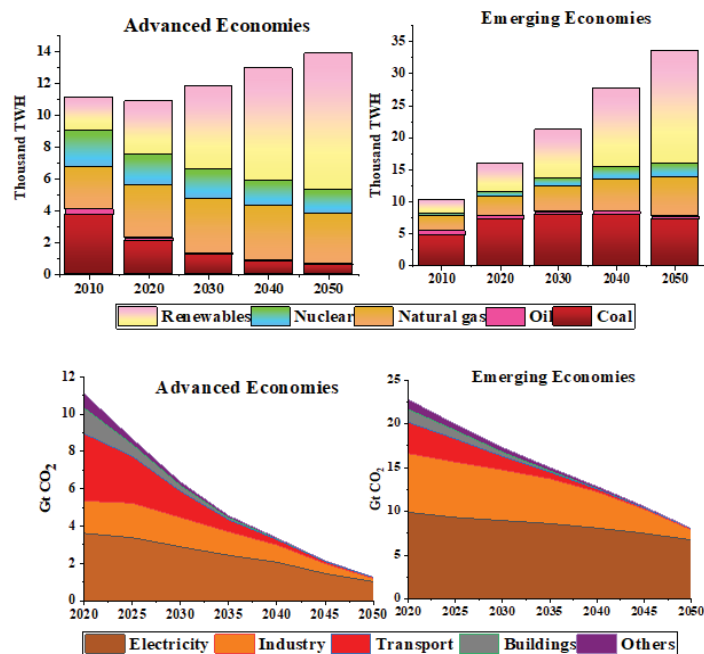 Advanced Economies
Thousand TWH
14
12
10
8
6
4
2
0
2010 2020 2030 2040 2050
Emerging Economies
Thousand TWH
35
30
25
20
15
10
5
0
2010 2020 2030 2040 2050
Renewables Nuclear Natural gas Oil Coal
Advanced Economies
Gt CO2
12
10
8
6
4
2
0
2020 2025 2030 2035 2040 2045 2050
Emerging Economies
Gt CO2
25
20
15
10
5
0
2020 2025 2030 2035 2040 2045 2050
Electricity Industry Transport Buildings Others